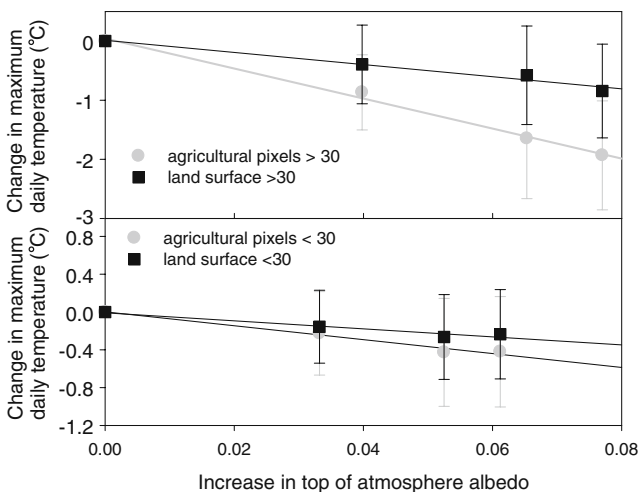 Change in maximum
daily temperature (°C)
0
-1
-2
-3
agricultural pixels > 30
land surface >30
Change in maximum
daily temperature (°C)
0.8
0.4
0.0
-0.4
-0.8
-1.2
agricultural pixels < 30
land surface <30
0.00
0.02
0.04
0.06
0.08
Increase in top of atmosphere albedo